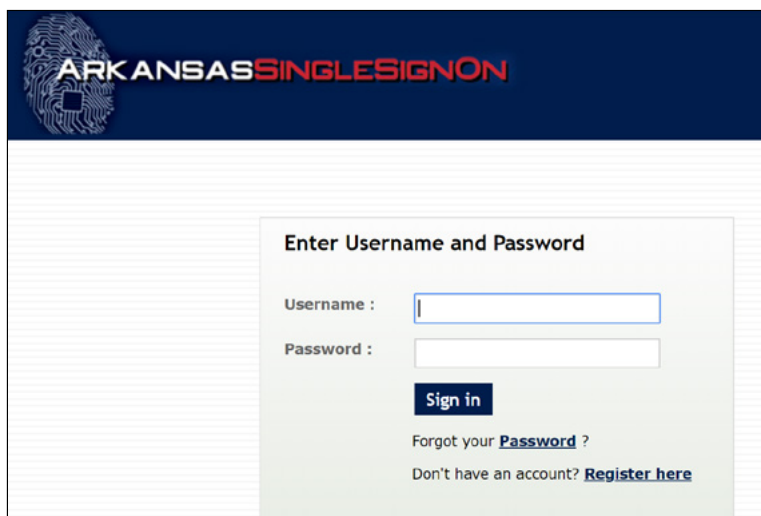 ARKANSASSINGLESIGNON
Enter Username and Password
Username :
Password :
Sign in
Forgot your Password ?
Don't have an account? Register here